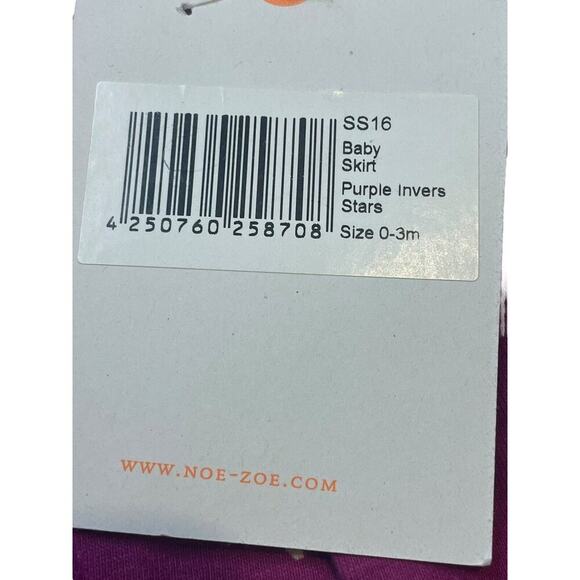 SS16
Baby
Skirt
Purple Invers
Stars
Size 0-3m
4 250760 258708
WWW.NOE-ZOE.COM